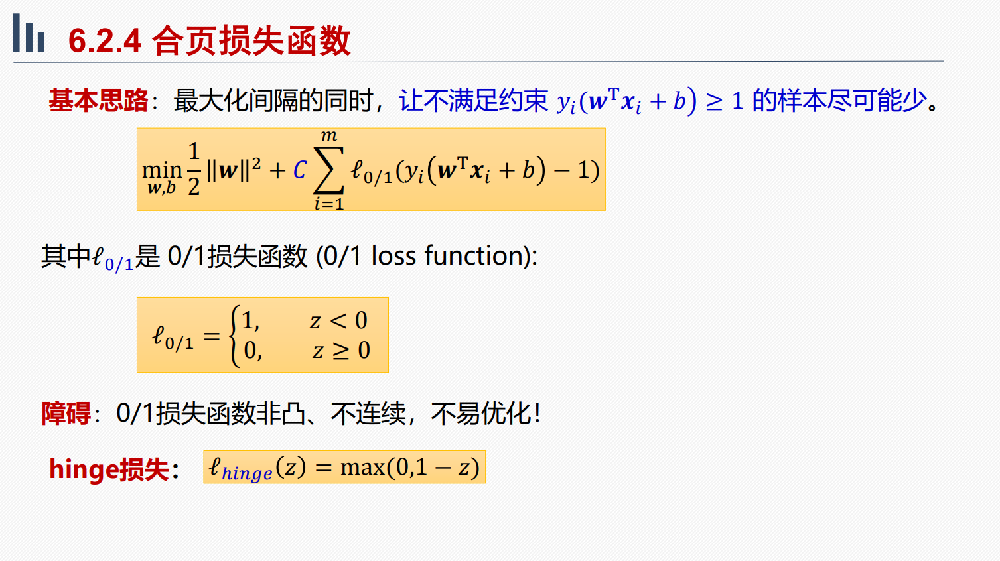 6.2.4 合页损失函数
基本思路：最大化间隔的同时，让不满足约束 $y_i(\boldsymbol{w}^{\mathrm{T}}\boldsymbol{x}_i + b) \geq 1$ 的样本尽可能少。
$\min_{\boldsymbol{w},b} \frac{1}{2}\|\boldsymbol{w}\|^2 + C \sum_{i=1}^{m} \ell_{0/1}(y_i(\boldsymbol{w}^{\mathrm{T}}\boldsymbol{x}_i + b) - 1)$
其中$\ell_{0/1}$是 0/1损失函数 (0/1 loss function):
$\ell_{0/1} = \begin{cases} 1, & z < 0 \\ 0, & z \geq 0 \end{cases}$
障碍：0/1损失函数非凸、不连续，不易优化！
hinge损失： $\ell_{hinge}(z) = \max(0,1 - z)$